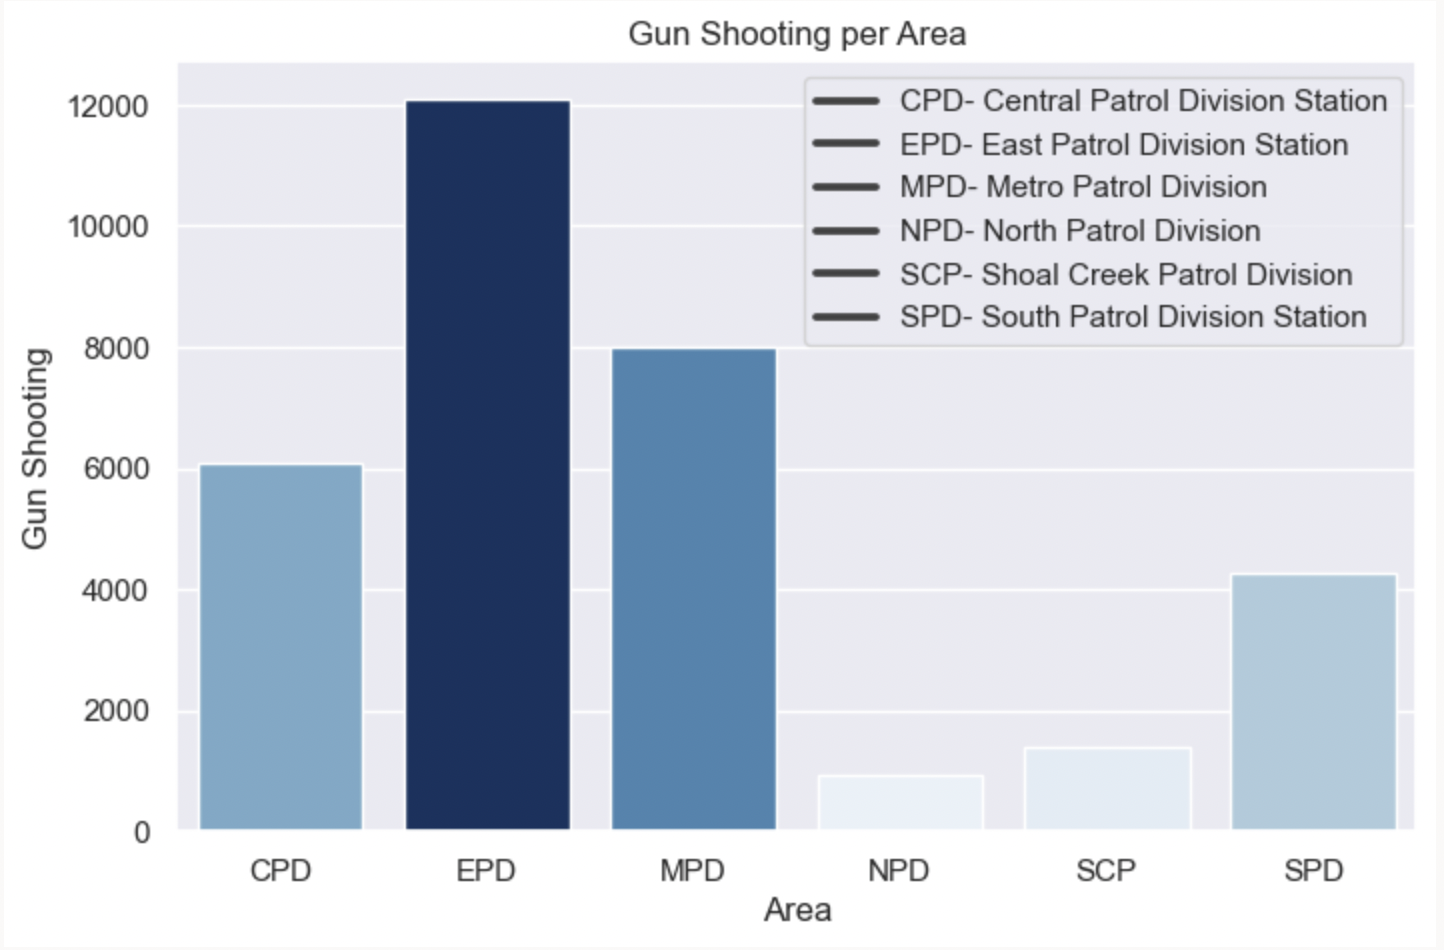 Gun Shooting per Area
CPD- Central Patrol Division Station
EPD- East Patrol Division Station
MPD- Metro Patrol Division
NPD- North Patrol Division
SCP- Shoal Creek Patrol Division
SPD- South Patrol Division Station
Gun Shooting
12000
10000
8000
6000
4000
2000
0
CPD EPD MPD NPD SCP SPD
Area